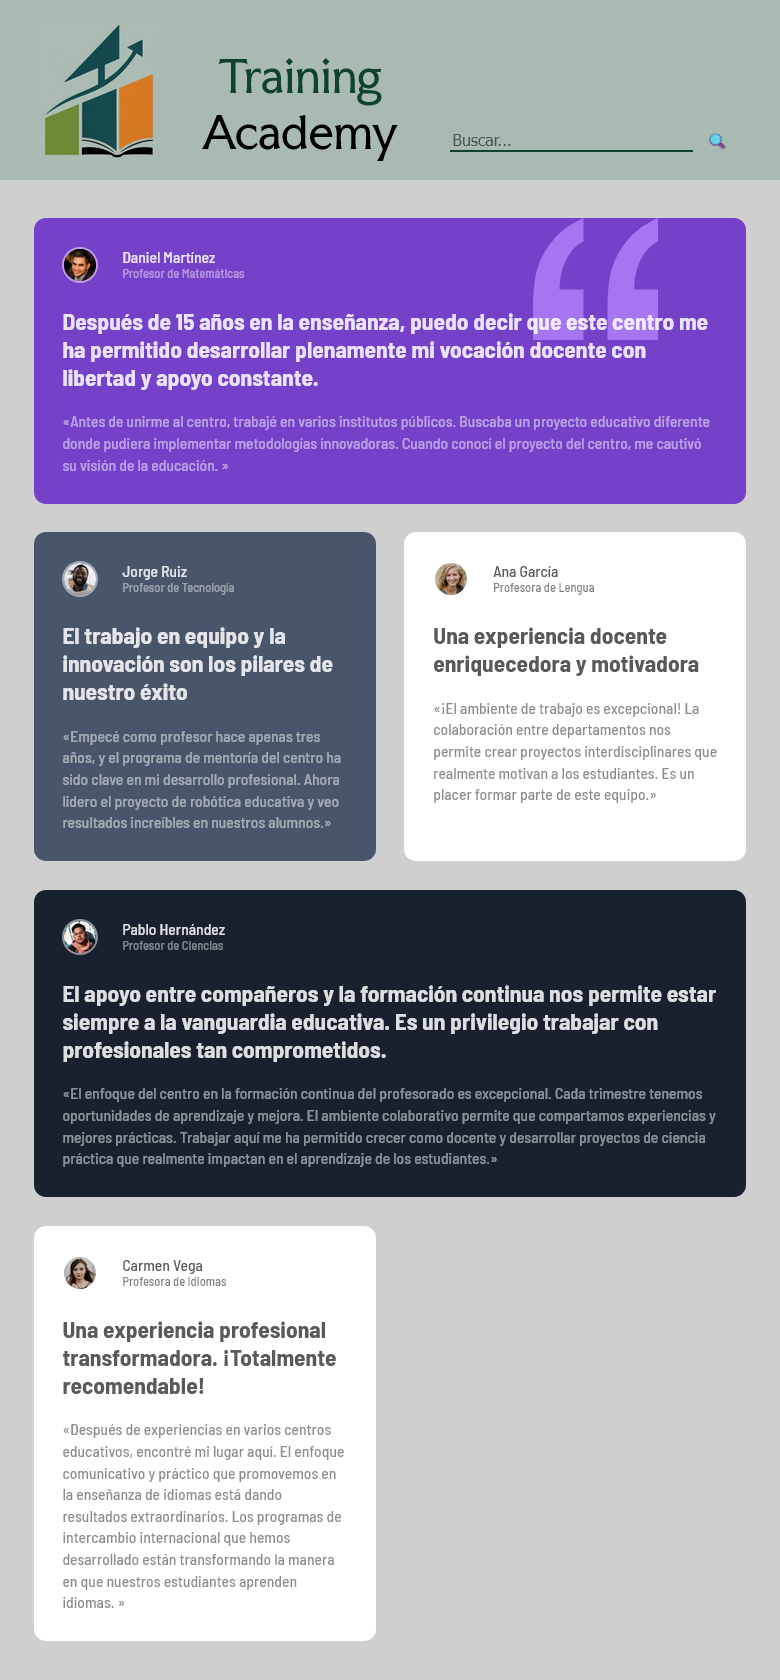 Training
Academy
Buscar...
Daniel Martínez
Profesor de Matemáticas
Después de 15 años en la enseñanza, puedo decir que este centro me
ha permitido desarrollar plenamente mi vocación docente con
libertad y apoyo constante.
«Antes de unirme al centro, trabajé en varios institutos públicos. Buscaba un proyecto educativo diferente
donde pudiera implementar metodologías innovadoras. Cuando conocí el proyecto del centro, me cautivó
su visión de la educación. »
Jorge Ruiz
Profesor de Tecnología
El trabajo en equipo y la
innovación son los pilares de
nuestro éxito
«Empecé como profesor hace apenas tres
años, y el programa de mentoría del centro ha
sido clave en mi desarrollo profesional. Ahora
lidero el proyecto de robótica educativa y veo
resultados increíbles en nuestros alumnos.»
Ana García
Profesora de Lengua
Una experiencia docente
enriquecedora y motivadora
«¡El ambiente de trabajo es excepcional! La
colaboración entre departamentos nos
permite crear proyectos interdisciplinares que
realmente motivan a los estudiantes. Es un
placer formar parte de este equipo.»
Pablo Hernández
Profesor de Ciencias
El apoyo entre compañeros y la formación continua nos permite estar
siempre a la vanguardia educativa. Es un privilegio trabajar con
profesionales tan comprometidos.
«El enfoque del centro en la formación continua del profesorado es excepcional. Cada trimestre tenemos
oportunidades de aprendizaje y mejora. El ambiente colaborativo permite que compartamos experiencias y
mejores prácticas. Trabajar aquí me ha permitido crecer como docente y desarrollar proyectos de ciencia
práctica que realmente impactan en el aprendizaje de los estudiantes.»
Carmen Vega
Profesora de Idiomas
Una experiencia profesional
transformadora. ¡Totalmente
recomendable!
«Después de experiencias en varios centros
educativos, encontré mi lugar aquí. El enfoque
comunicativo y práctico que promovemos en
la enseñanza de idiomas está dando
resultados extraordinarios. Los programas de
intercambio internacional que hemos
desarrollado están transformando la manera
en que nuestros estudiantes aprenden
idiomas. »